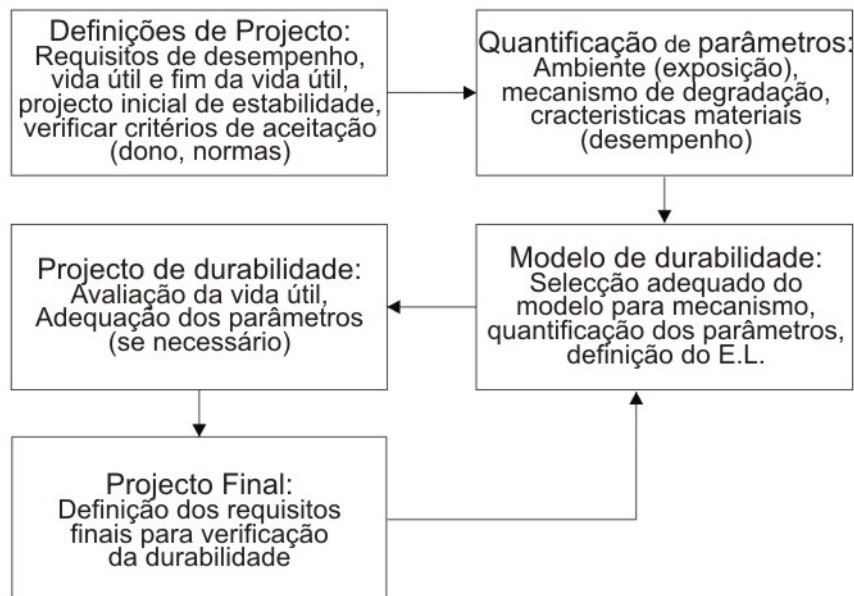 Definições de Projecto:
Requisitos de desempenho,
vida útil e fim da vida útil,
projecto inicial de estabilidade,
verificar critérios de aceitação
(dono, normas)
Quantificação de parâmetros:
Ambiente (exposição),
mecanismo de degradação,
cracteristicas materiais
(desempenho)
Modelo de durabilidade:
Selecção adequado do
modelo para mecanismo,
quantificação dos parâmetros,
definição do E.L.
Projecto de durabilidade:
Avaliação da vida útil,
Adequação dos parâmetros
(se necessário)
Projecto Final:
Definição dos requisitos
finais para verificação
da durabilidade